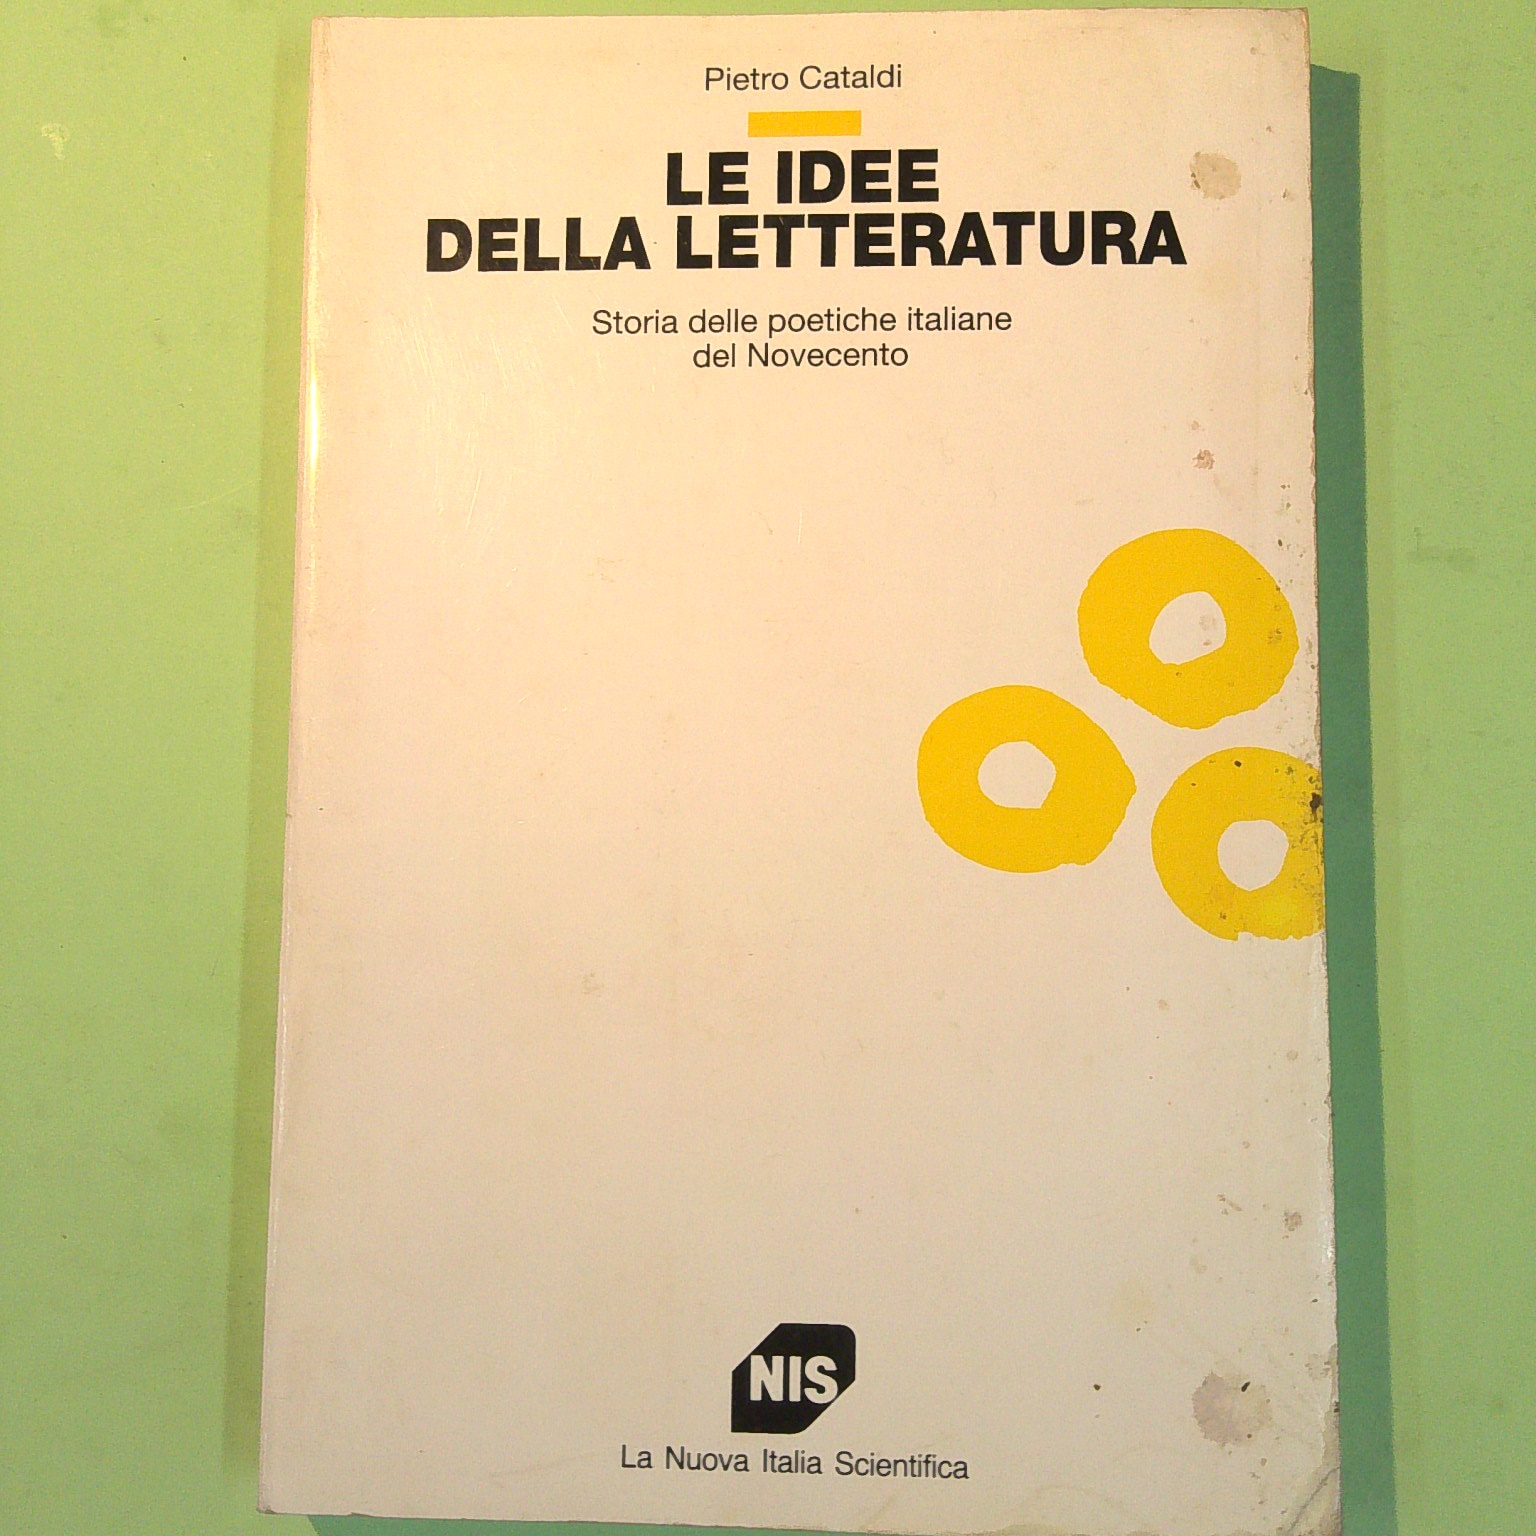 Pietro Cataldi
LE IDEE
DELLA LETTERATURA
Storia delle poetiche italiane
del Novecento
NIS
La Nuova Italia Scientifica